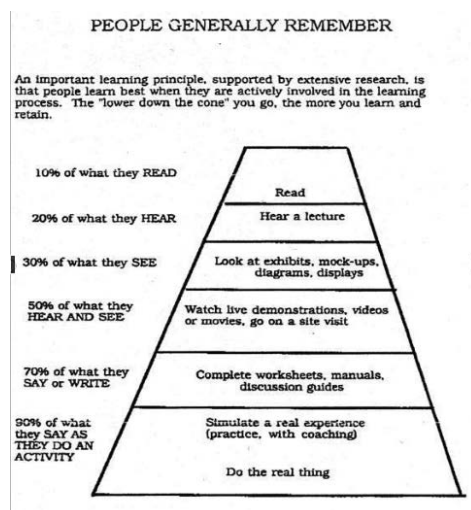 PEOPLE GENERALLY REMEMBER
An important learning principle, supported by extensive research, is
that people learn best when they are actively involved in the learning
process. The "lower down the cone" you go, the more you learn and
retain.
10% of what they READ
Read
20% of what they HEAR
Hear a lecture
30% of what they SEE
Look at exhibits, mock-ups,
diagrams, displays
50% of what they
HEAR AND SEE
Watch live demonstrations, videos
or movies, go on a site visit
70% of what they
SAY or WRITE
Complete worksheets, manuals,
discussion guides
90% of what
they SAY AS
THEY DO AN
ACTIVITY
Simulate a real experience
(practice, with coaching)
Do the real thing